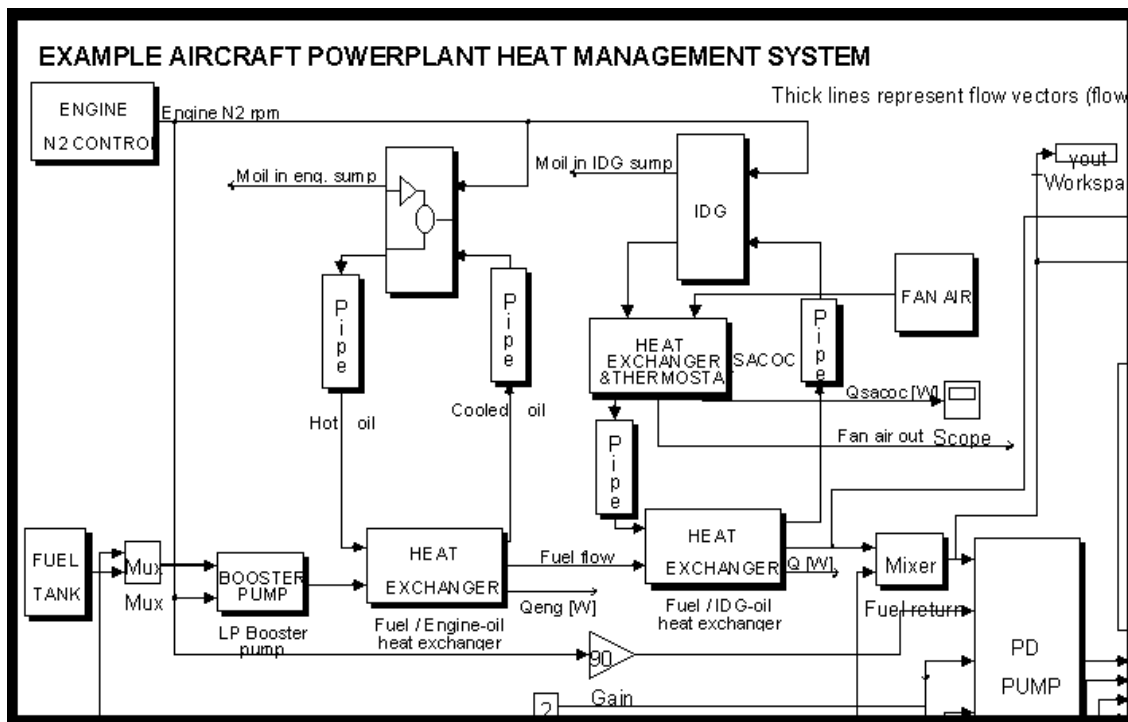 EXAMPLE AIRCRAFT POWERPLANT HEAT MANAGEMENT SYSTEM
Thick lines represent flow vectors (flow
ENGINE
N2 CONTROL
Engine N2 rpm
Moil in eng. sump
Moil in IDG sump
IDG
yout
Workspa
FAN AIR
Pipe
Pipe
Pipe
HEAT
EXCHANGER
&THERMOSTA
SACOC
Qsacoc [W]
Cooled oil
Hot oil
Fan air out
Scope
Pipe
FUEL
TANK
Mux
Mux
BOOSTER
PUMP
LP Booster
pump
HEAT
EXCHANGER
Fuel / Engine-oil
heat exchanger
Fuel flow
Qeng [W]
HEAT
EXCHANGER
Fuel / IDG-oil
heat exchanger
Q [W]
Mixer
Fuel return
90
Gain
2
PD
PUMP